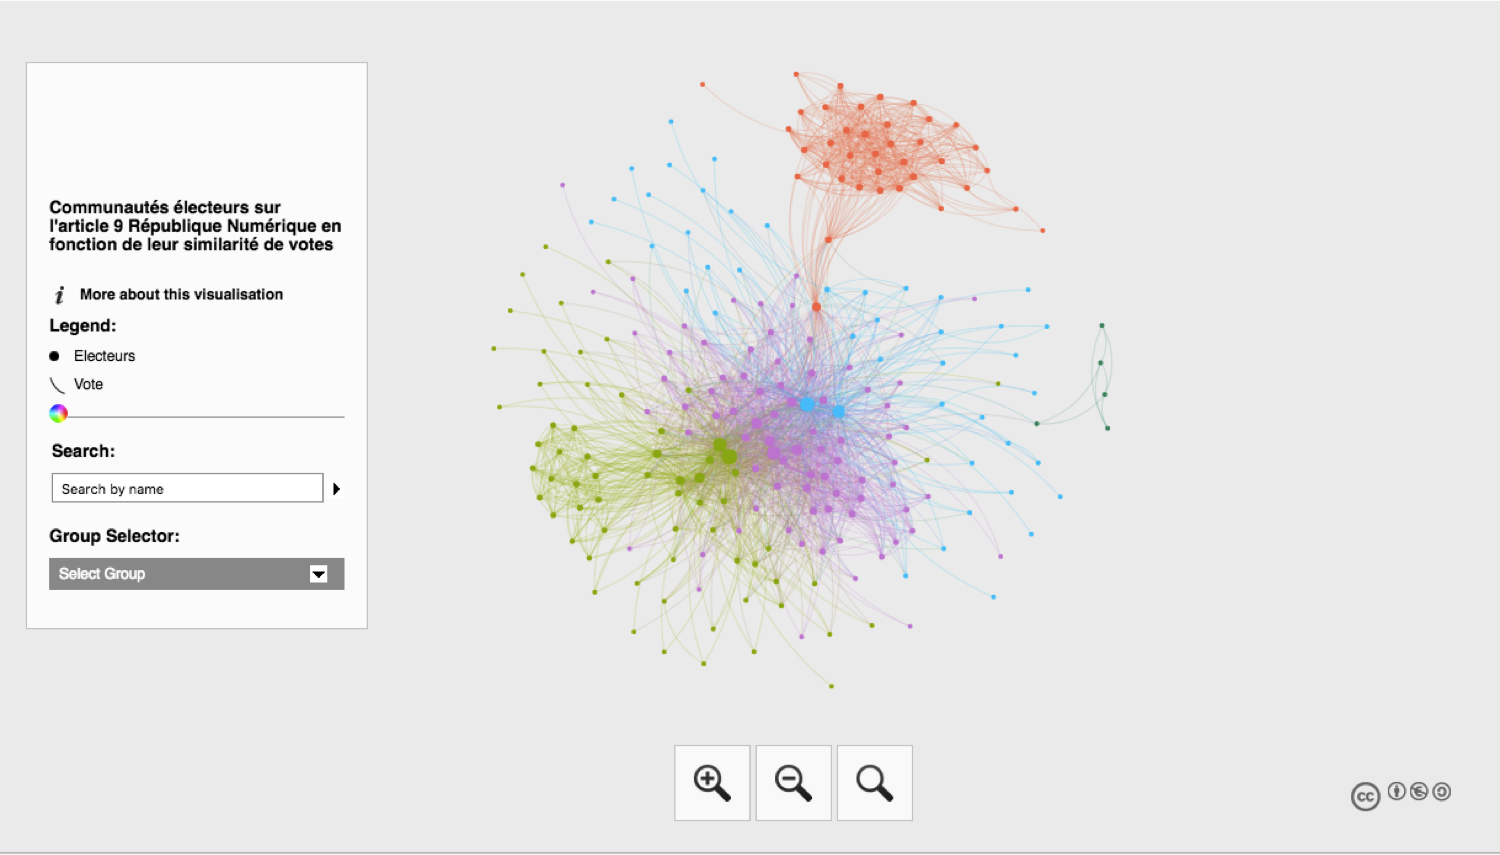 Communautés électeurs sur
l'article 9 République Numérique en
fonction de leur similarité de votes
i More about this visualisation
Legend:
Electeurs
Vote
Search:
Search by name
Group Selector:
Select Group
cc